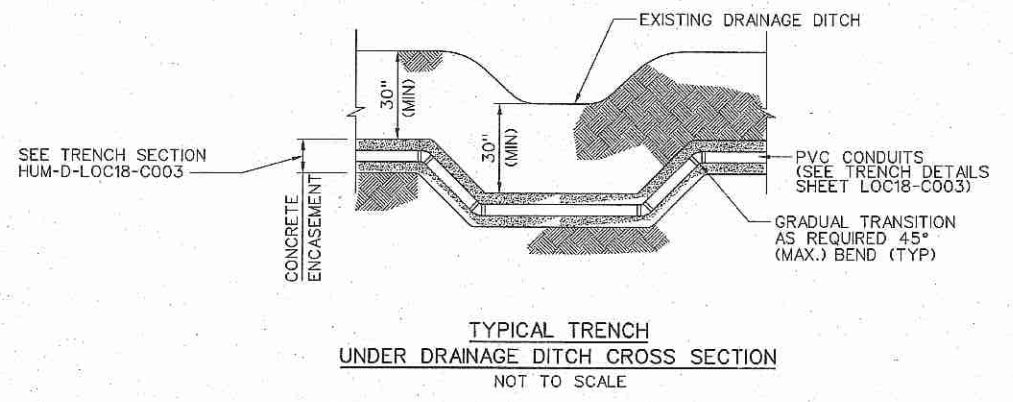 EXISTING DRAINAGE DITCH
30"
(MIN)
30"
(MIN)
SEE TRENCH SECTION
HUM-D-LOC18-C003
CONCRETE
ENCASEMENT
PVC CONDUITS
(SEE TRENCH DETAILS
SHEET LOC18-C003)
GRADUAL TRANSITION
AS REQUIRED 45°
(MAX.) BEND (TYP)
TYPICAL TRENCH
UNDER DRAINAGE DITCH CROSS SECTION
NOT TO SCALE